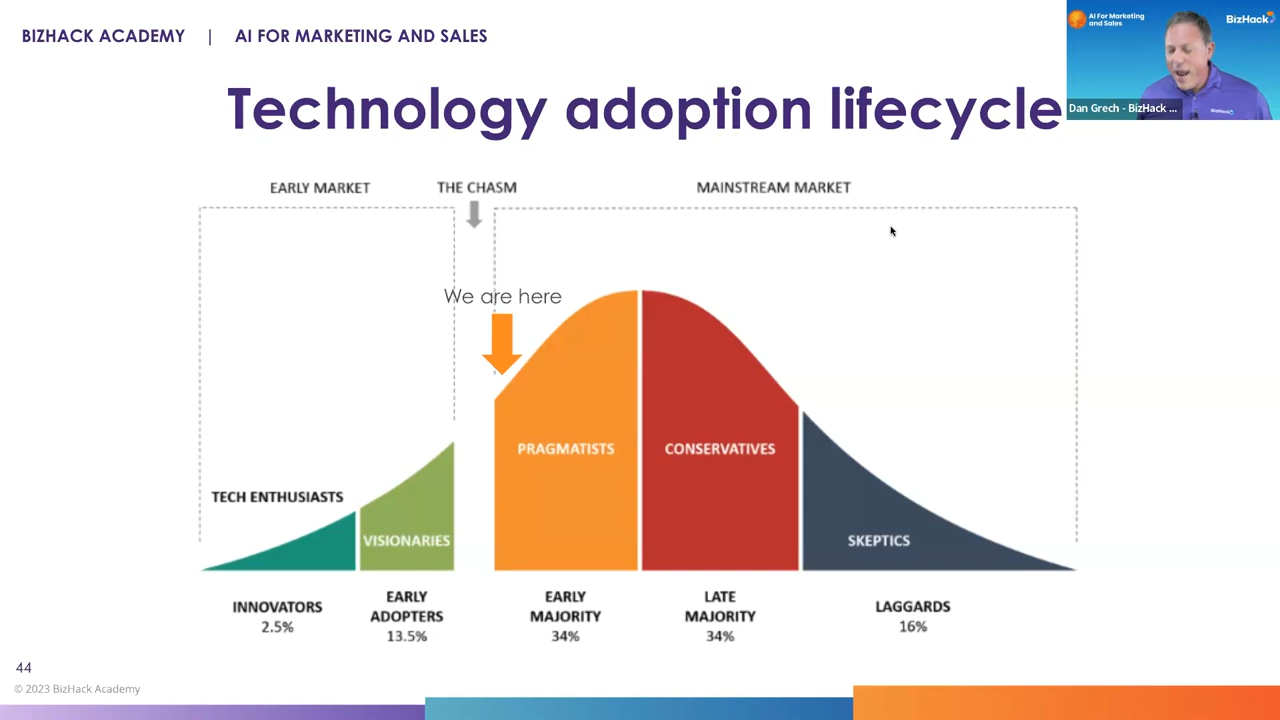 BIZHACK ACADEMY | AI FOR MARKETING AND SALES
AI For Marketing
and Sales
BizHack
Dan Grech - BizHack ...
BizHack
Technology adoption lifecycle
EARLY MARKET
THE CHASM
MAINSTREAM MARKET
We are here
PRAGMATISTS
CONSERVATIVES
TECH ENTHUSIASTS
VISIONARIES
SKEPTICS
INNOVATORS
2.5%
EARLY
ADOPTERS
13.5%
EARLY
MAJORITY
34%
LATE
MAJORITY
34%
LAGGARDS
16%
44
© 2023 BizHack Academy